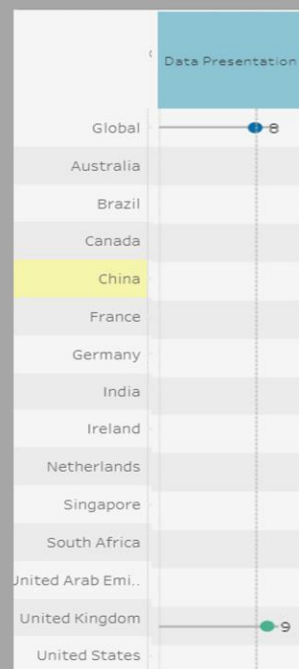 Data Presentation
Global 8
Australia
Brazil
Canada
China
France
Germany
India
Ireland
Netherlands
Singapore
South Africa
United Arab Emi..
United Kingdom 9
United States